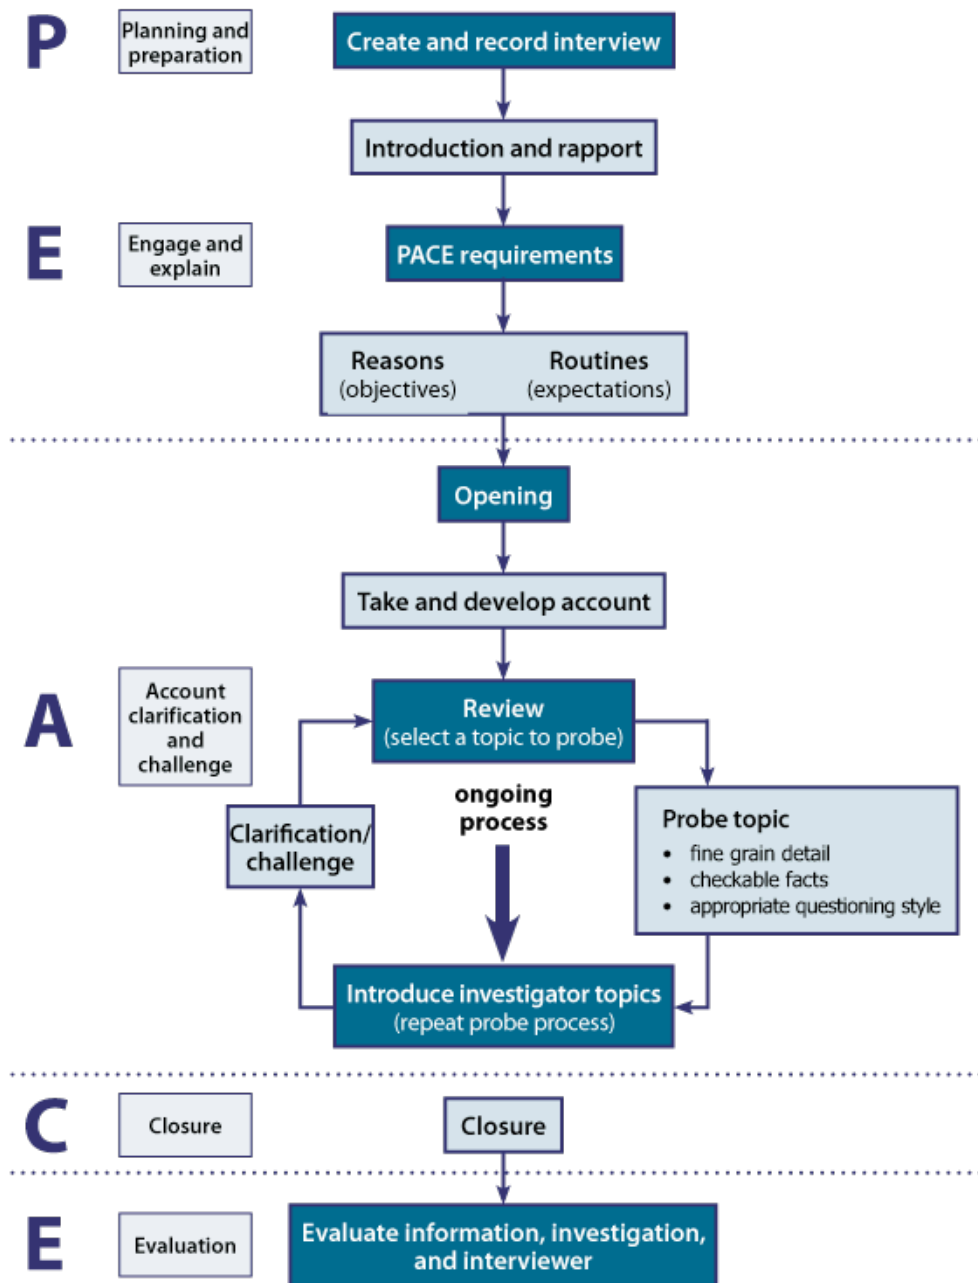 P
Planning and
preparation
Create and record interview
Introduction and rapport
E
Engage and
explain
PACE requirements
Reasons
(objectives)
Routines
(expectations)
Opening
Take and develop account
A
Account
clarification
and
challenge
Review
(select a topic to probe)
ongoing
process
Clarification/
challenge
Probe topic
• fine grain detail
• checkable facts
• appropriate questioning style
Introduce investigator topics
(repeat probe process)
C
Closure
Closure
E
Evaluation
Evaluate information, investigation,
and interviewer